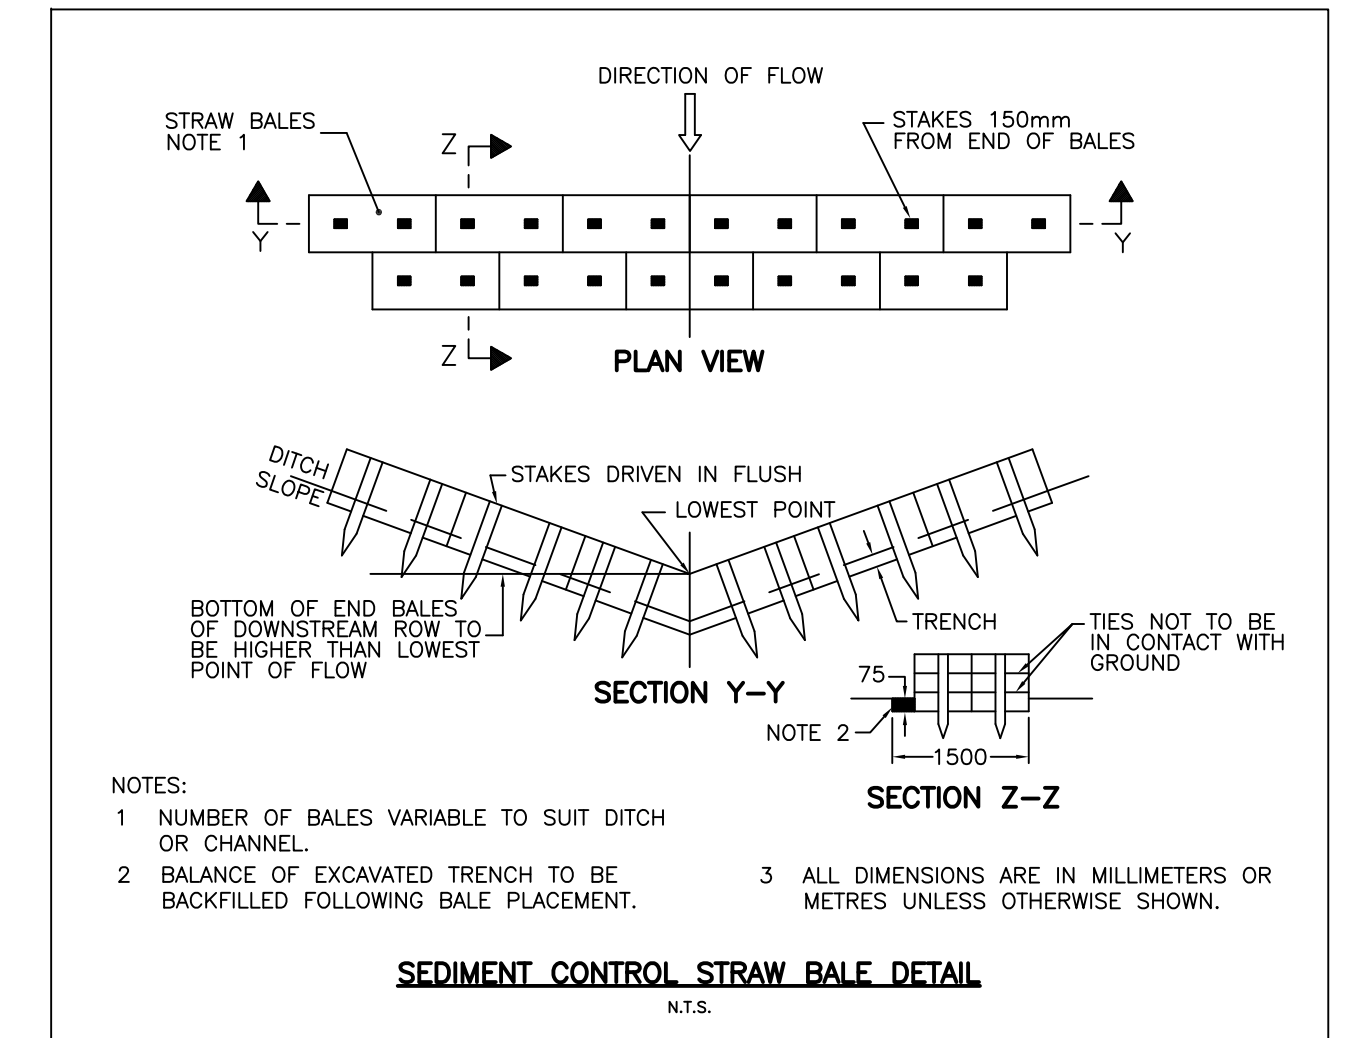 DIRECTION OF FLOW
STRAW BALES
NOTE 1
Z
STAKES 150mm
FROM END OF BALES
Y
Y
Z
PLAN VIEW
DITCH
SLOPE
STAKES DRIVEN IN FLUSH
LOWEST POINT
BOTTOM OF END BALES
OF DOWNSTREAM ROW TO
BE HIGHER THAN LOWEST
POINT OF FLOW
TRENCH
TIES NOT TO BE
IN CONTACT WITH
GROUND
SECTION Y-Y
75
NOTE 2
1500
SECTION Z-Z
NOTES:
1 NUMBER OF BALES VARIABLE TO SUIT DITCH
OR CHANNEL.
2 BALANCE OF EXCAVATED TRENCH TO BE
BACKFILLED FOLLOWING BALE PLACEMENT.
3 ALL DIMENSIONS ARE IN MILLIMETERS OR
METRES UNLESS OTHERWISE SHOWN.
SEDIMENT CONTROL STRAW BALE DETAIL
N.T.S.